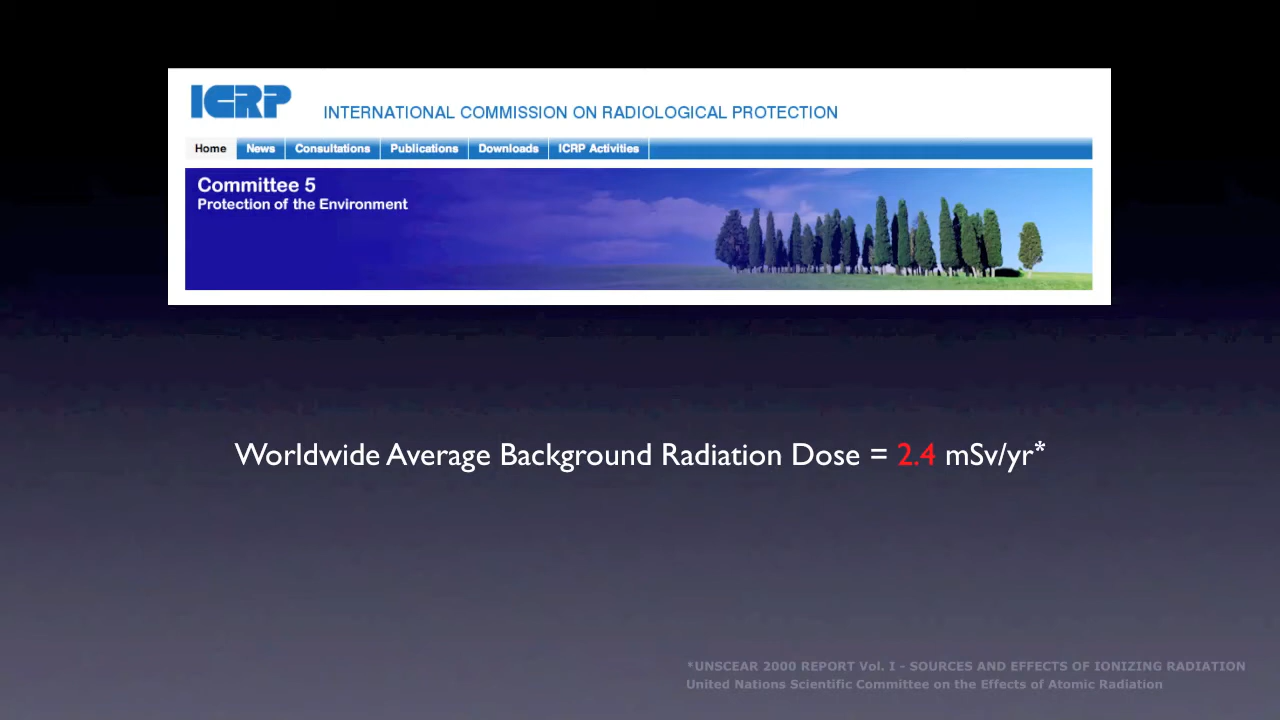 ICRP
INTERNATIONAL COMMISSION ON RADIOLOGICAL PROTECTION
Home News Consultations Publications Downloads ICRP Activities
Committee 5
Protection of the Environment
Worldwide Average Background Radiation Dose = 2.4 mSv/yr*
*UNSCEAR 2000 REPORT Vol. I - SOURCES AND EFFECTS OF IONIZING RADIATION
United Nations Scientific Committee on the Effects of Atomic Radiation